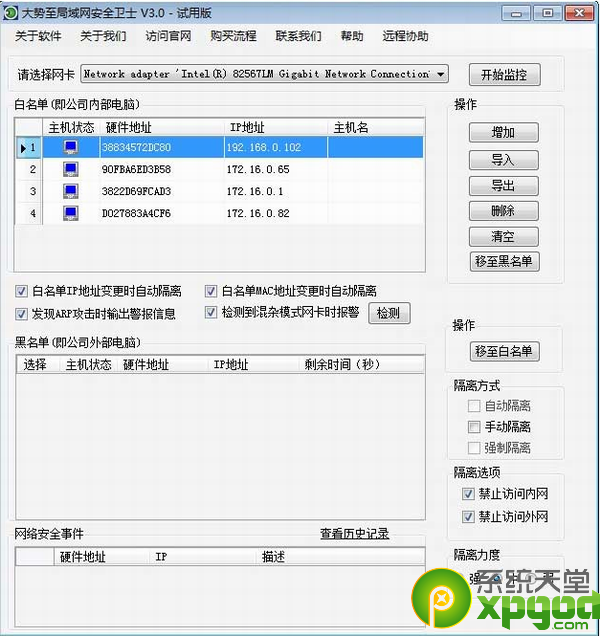 大势至局域网安全卫士 V3.0 - 试用版
关于软件 关于我们 访问官网 购买流程 联系我们 帮助 远程协助
请选择网卡 Network adapter 'Intel(R) 82567LM Gigabit Network Connection' 开始监控
白名单(即公司内部电脑)
主机状态 硬件地址 IP地址 主机名
1 38834572DC80 192.168.0.102
2 90FBA6ED3B58 172.16.0.65
3 3822D69FCAD3 172.16.0.1
4 D027883A4CF6 172.16.0.82
操作
增加
导入
导出
删除
清空
移至黑名单
白名单IP地址变更时自动隔离 白名单MAC地址变更时自动隔离
发现ARP攻击时输出警报信息 检测到混杂模式网卡时报警 检测
黑名单(即公司外部电脑)
选择 主机状态 硬件地址 IP地址 剩余时间(秒)
操作
移至白名单
隔离方式
自动隔离
手动隔离
强制隔离
隔离选项
禁止访问内网
禁止访问外网
网络安全事件 查看历史记录
硬件地址 IP 描述
隔离力度
强
系统天堂
xpgod
.com